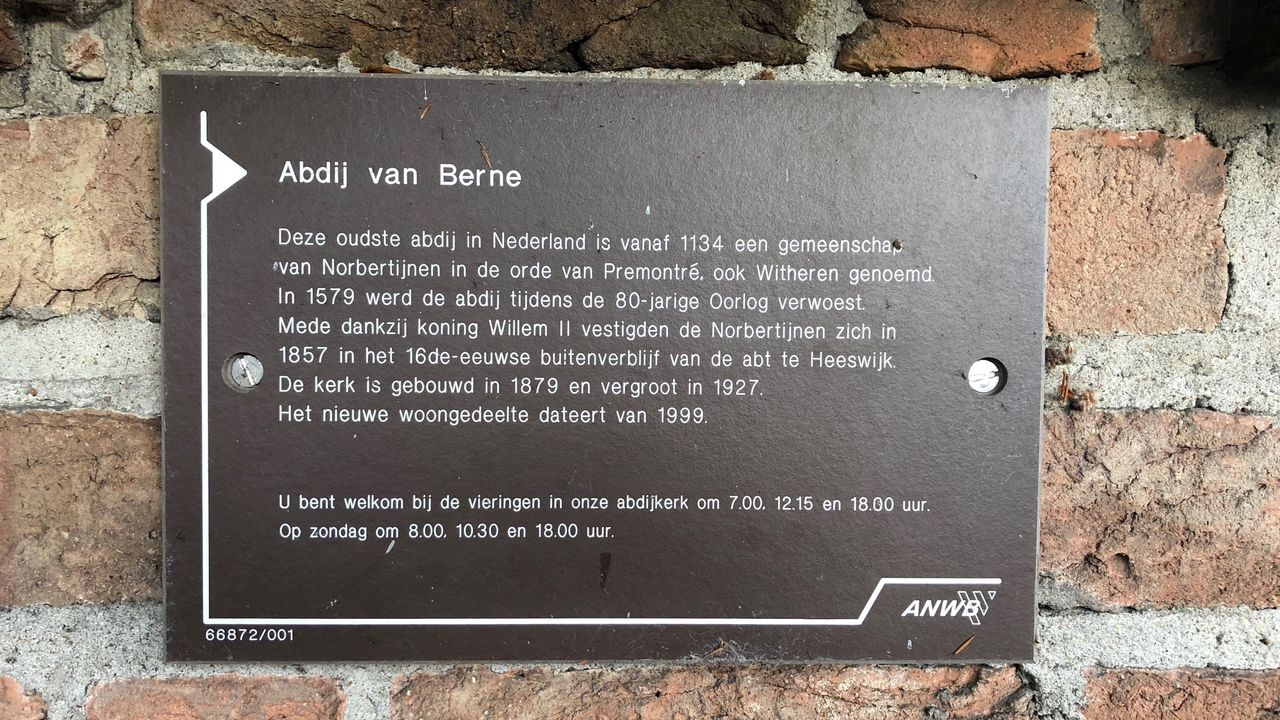 Abdij van Berne
Deze oudste abdij in Nederland is vanaf 1134 een gemeenschap
van Norbertijnen in de orde van Premontré, ook Witheren genoemd.
In 1579 werd de abdij tijdens de 80-jarige Oorlog verwoest.
Mede dankzij koning Willem II vestigden de Norbertijnen zich in
1857 in het 16de-eeuwse buitenverblijf van de abt te Heeswijk.
De kerk is gebouwd in 1879 en vergroot in 1927.
Het nieuwe woongedeelte dateert van 1999.
U bent welkom bij de vieringen in onze abdijkerk om 7.00, 12.15 en 18.00 uur.
Op zondag om 8.00, 10.30 en 18.00 uur.
ANWB
66872/001